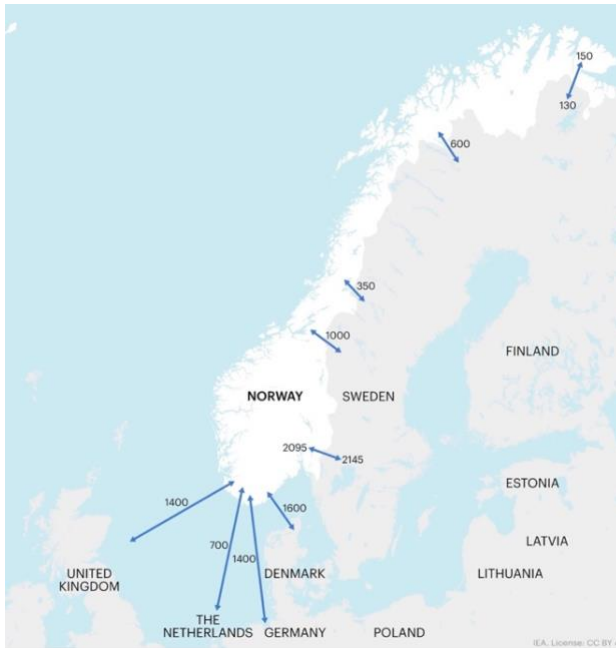 150
130
600
350
1000
FINLAND
NORWAY
SWEDEN
2095
2145
ESTONIA
1400
1600
700
1400
LATVIA
UNITED
KINGDOM
DENMARK
LITHUANIA
THE
NETHERLANDS
GERMANY
POLAND
IEA. License: CC BY